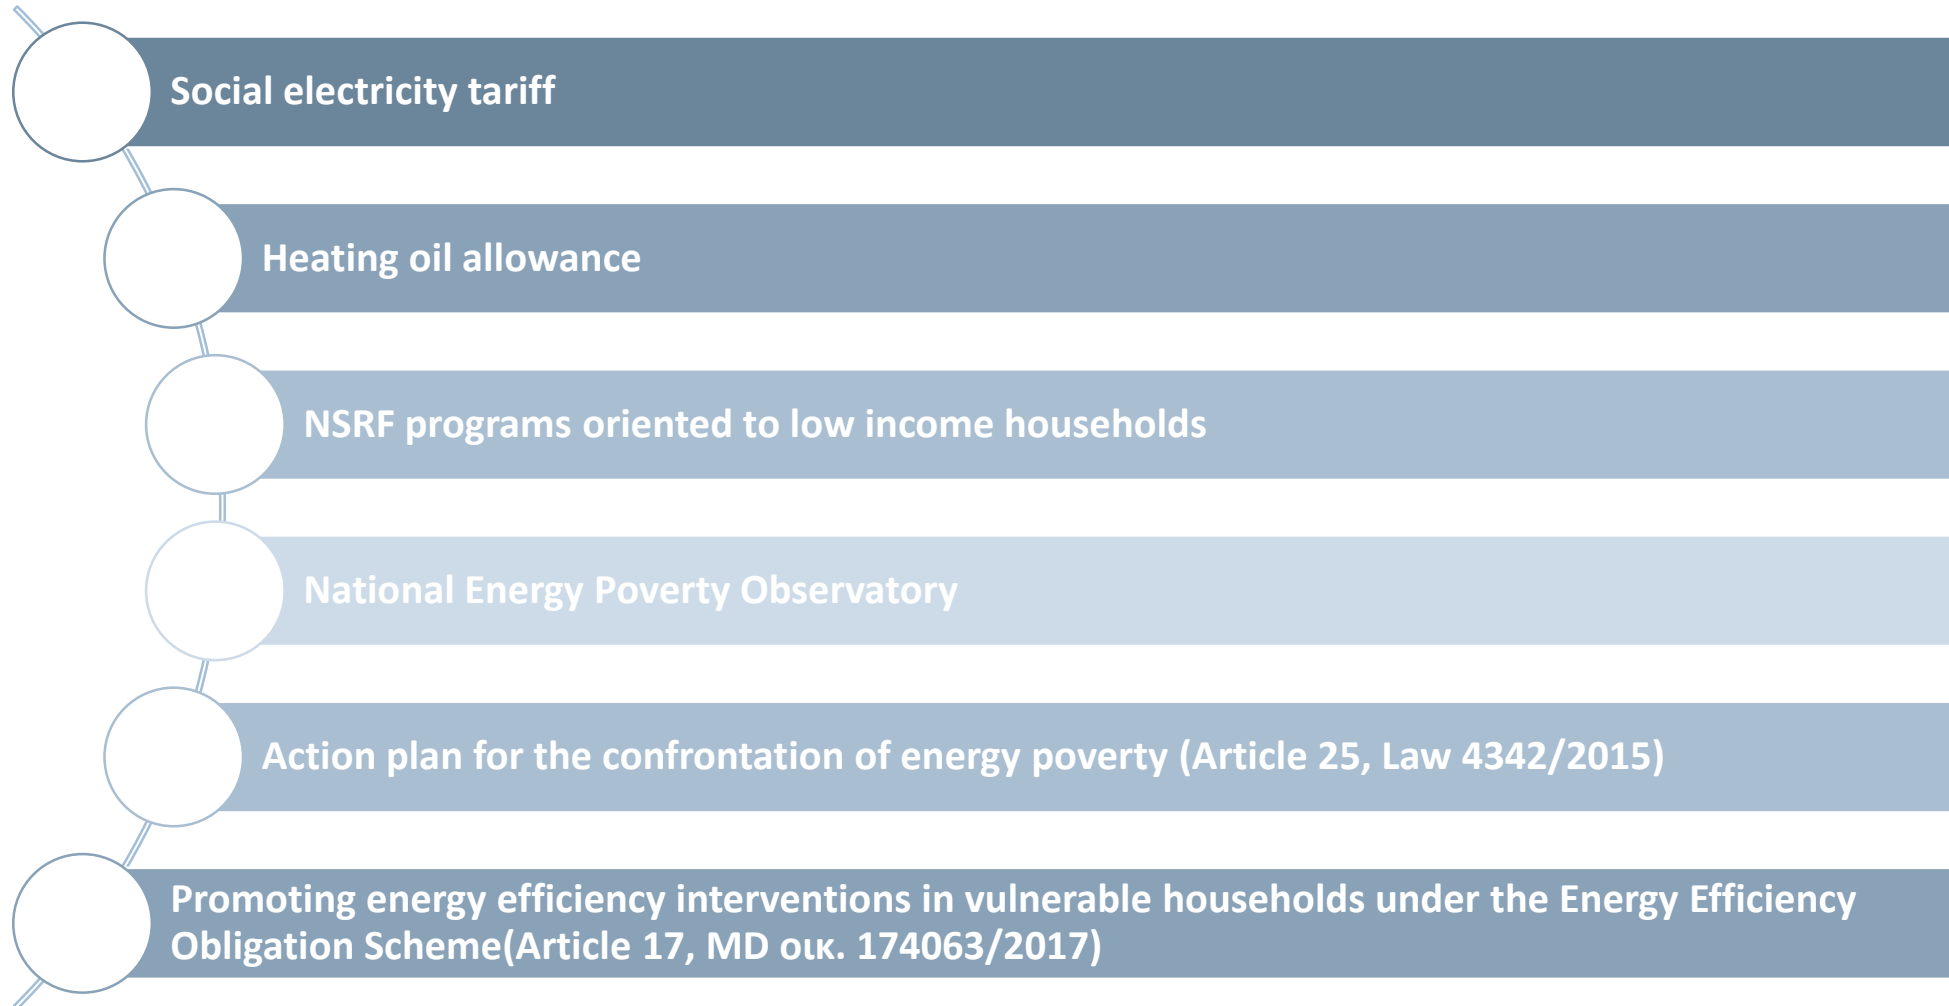 Social electricity tariff
Heating oil allowance
NSRF programs oriented to low income households
National Energy Poverty Observatory
Action plan for the confrontation of energy poverty (Article 25, Law 4342/2015)
Promoting energy efficiency interventions in vulnerable households under the Energy Efficiency
Obligation Scheme(Article 17, MD οικ. 174063/2017)